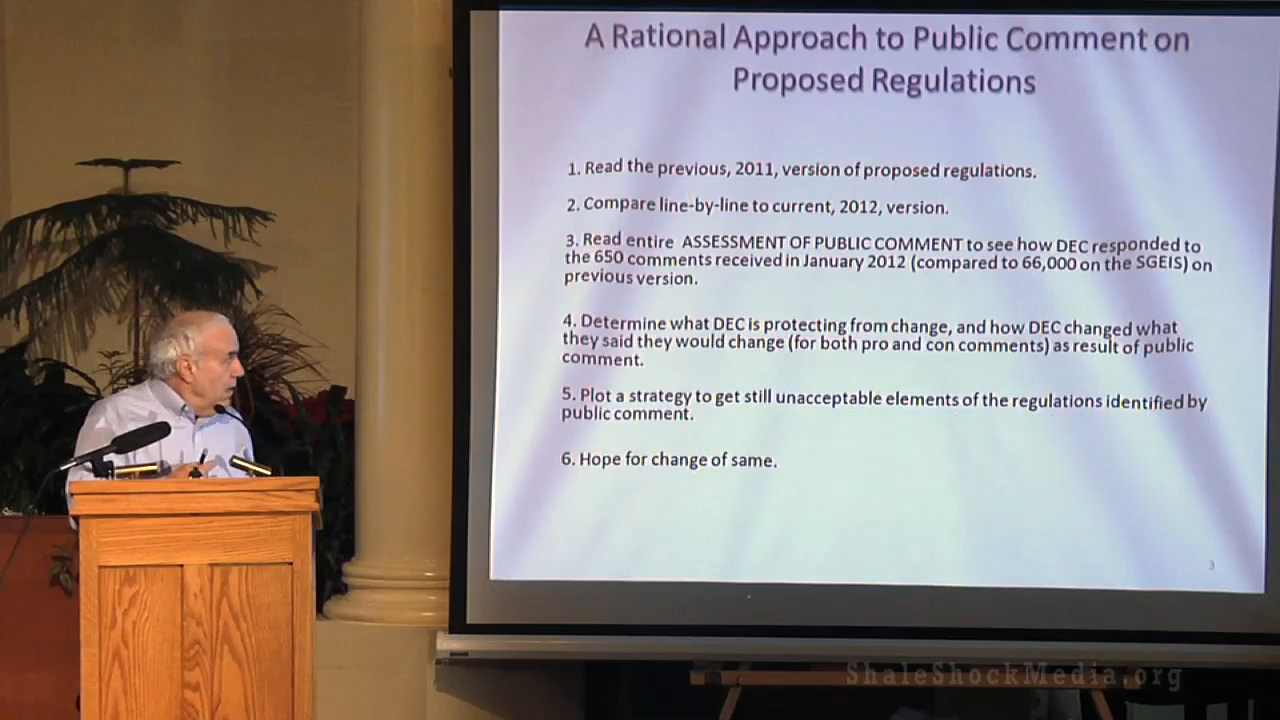 A Rational Approach to Public Comment on
Proposed Regulations
1. Read the previous, 2011, version of proposed regulations.
2. Compare line-by-line to current, 2012, version.
3. Read entire ASSESSMENT OF PUBLIC COMMENT to see how DEC responded to
the 650 comments received in January 2012 (compared to 66,000 on the SGEIS) on
previous version.
4. Determine what DEC is protecting from change, and how DEC changed what
they said they would change (for both pro and con comments) as result of public
comment.
5. Plot a strategy to get still unacceptable elements of the regulations identified by
public comment.
6. Hope for change of same.
3
ShaleShockMedia.org